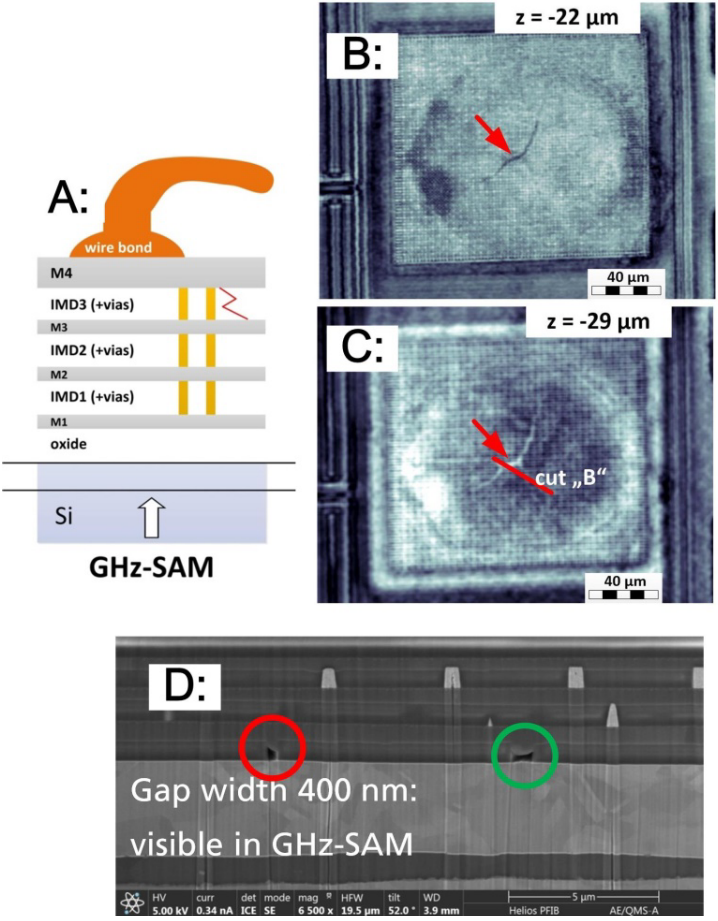 A:
wire bond
M4
IMD3 (+vias)
M3
IMD2 (+vias)
M2
IMD1 (+vias)
M1
oxide
Si
GHz-SAM
z = -22 µm
B:
40 µm
z = -29 µm
C:
cut „B“
40 µm
D:
Gap width 400 nm:
visible in GHz-SAM
HV curr det mode mag HFW tilt WD
5.00 kV 0.34 nA ICE SE 6 500 x 19.5 µm 52.0 ° 3.9 mm
5 µm
Helios PFIB AE/QMS-A